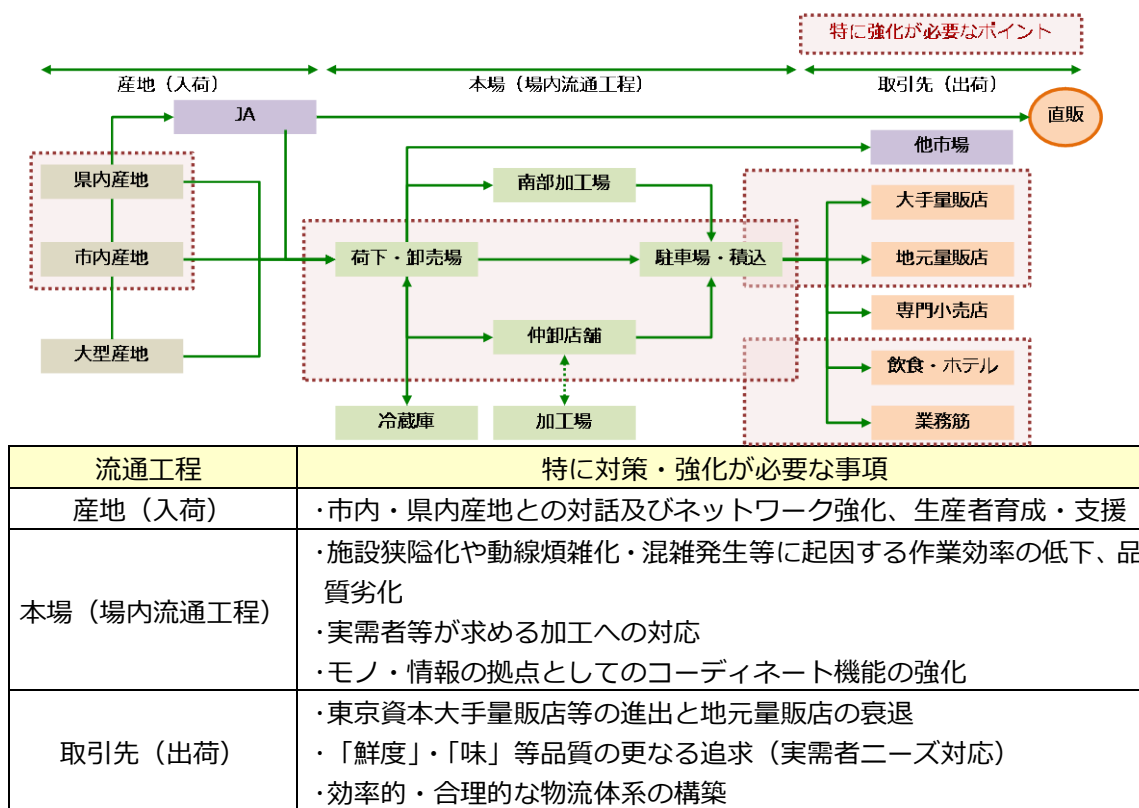 特に強化が必要なポイント
産地（入荷）
本場（場内流通工程）
取引先（出荷）
JA
直販
他市場
県内産地
南部加工場
大手量販店
市内産地
荷下・卸売場
駐車場・積込
地元量販店
専門小売店
大型産地
仲卸店舗
飲食・ホテル
冷蔵庫
加工場
業務筋
流通工程
特に対策・強化が必要な事項
産地（入荷）
･市内・県内産地との対話及びネットワーク強化、生産者育成・支援
本場（場内流通工程）
･施設狭隘化や動線煩雑化・混雑発生等に起因する作業効率の低下、品
質劣化
･実需者等が求める加工への対応
･モノ・情報の拠点としてのコーディネート機能の強化
取引先（出荷）
･東京資本大手量販店等の進出と地元量販店の衰退
･「鮮度」・「味」等品質の更なる追求（実需者ニーズ対応）
･効率的・合理的な物流体系の構築